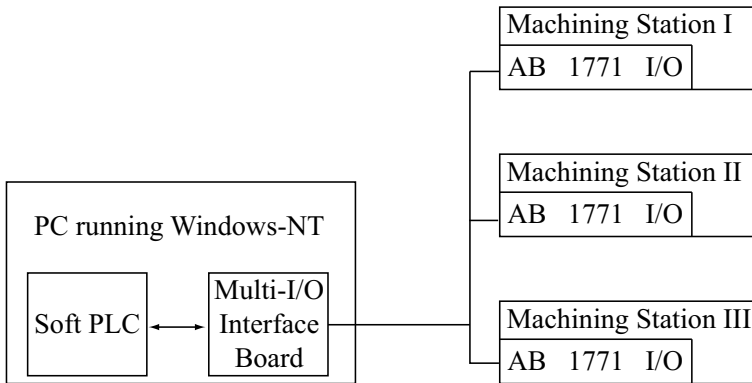 Machining Station I
AB 1771 I/O
Machining Station II
AB 1771 I/O
PC running Windows-NT
Soft PLC
Multi-I/O
Interface
Board
Machining Station III
AB 1771 I/O